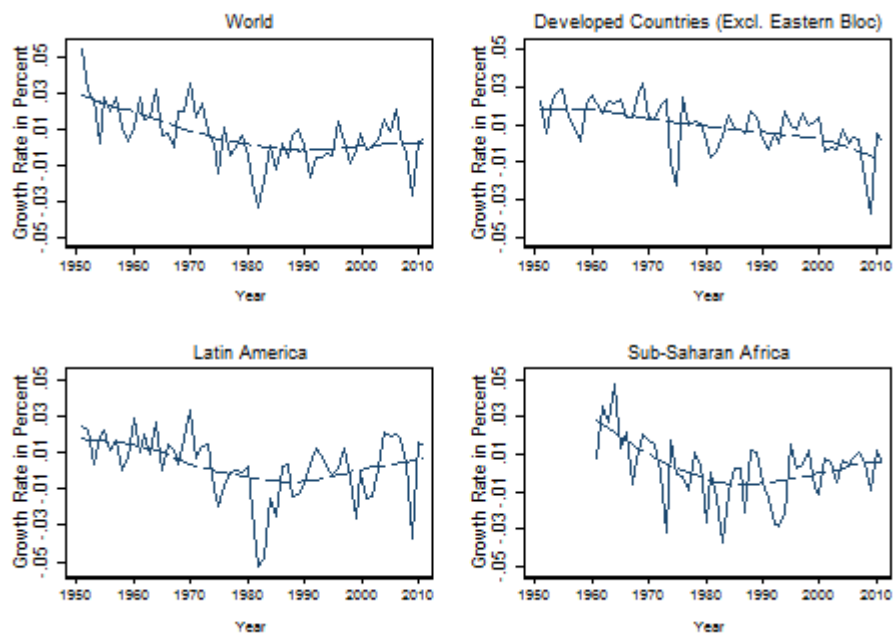 World
Growth Rate in Percent
-.05 -.03 -.01 .01 .03 .05
1950 1960 1970 1980 1990 2000 2010
Year
Developed Countries (Excl. Eastern Bloc)
Growth Rate in Percent
-.05 -.03 -.01 .01 .03 .05
1950 1960 1970 1980 1990 2000 2010
Year
Latin America
Growth Rate in Percent
-.05 -.03 -.01 .01 .03 .05
1950 1960 1970 1980 1990 2000 2010
Year
Sub-Saharan Africa
Growth Rate in Percent
-.05 -.03 -.01 .01 .03 .05
1950 1960 1970 1980 1990 2000 2010
Year